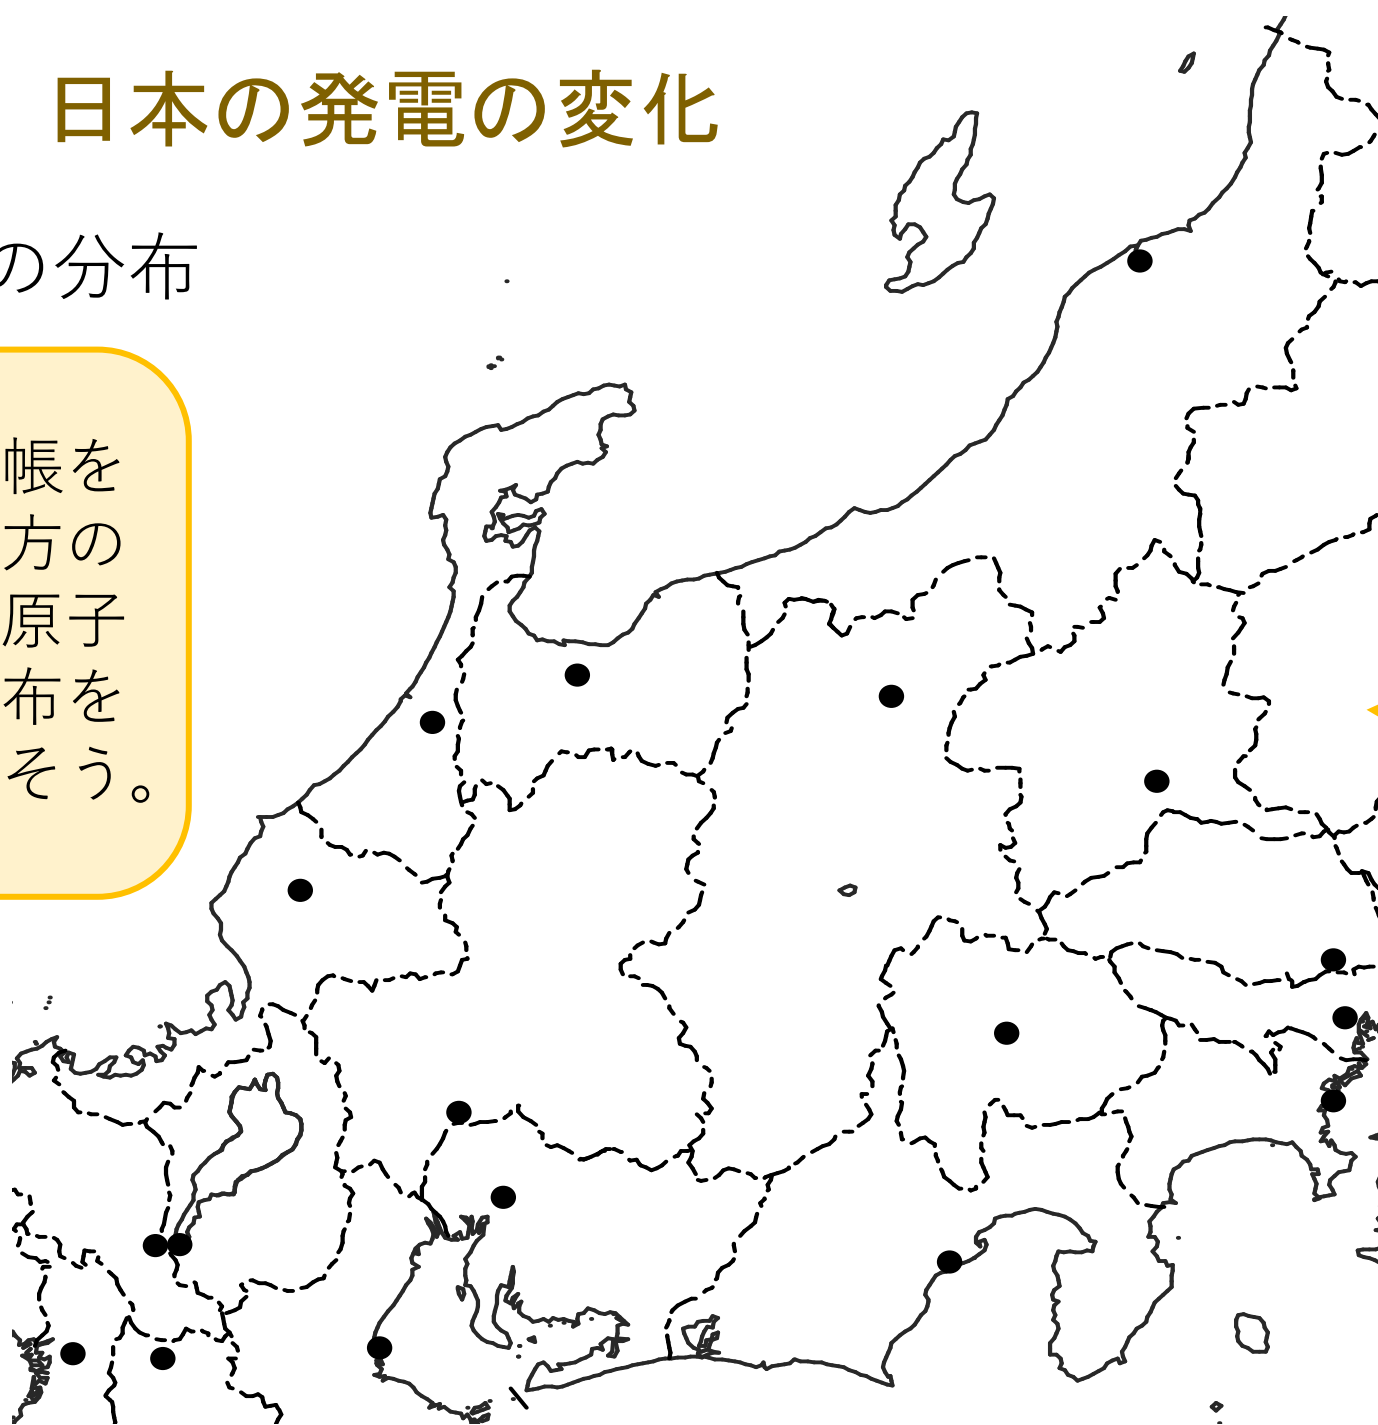 日本の発電の変化
の分布
帳を
方の
原子
布を
そう。